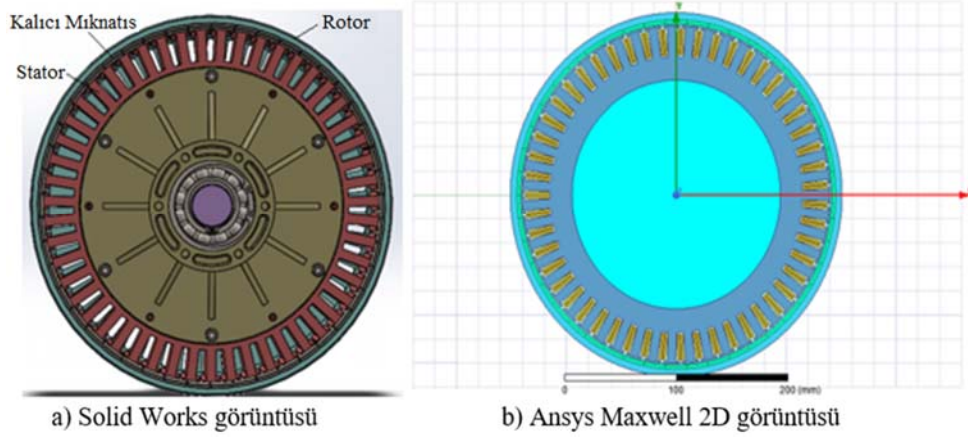 Kalıcı Mıknatıs
Rotor
Stator
Y
0
100
200 (mm)
a) Solid Works görüntüsü
b) Ansys Maxwell 2D görüntüsü